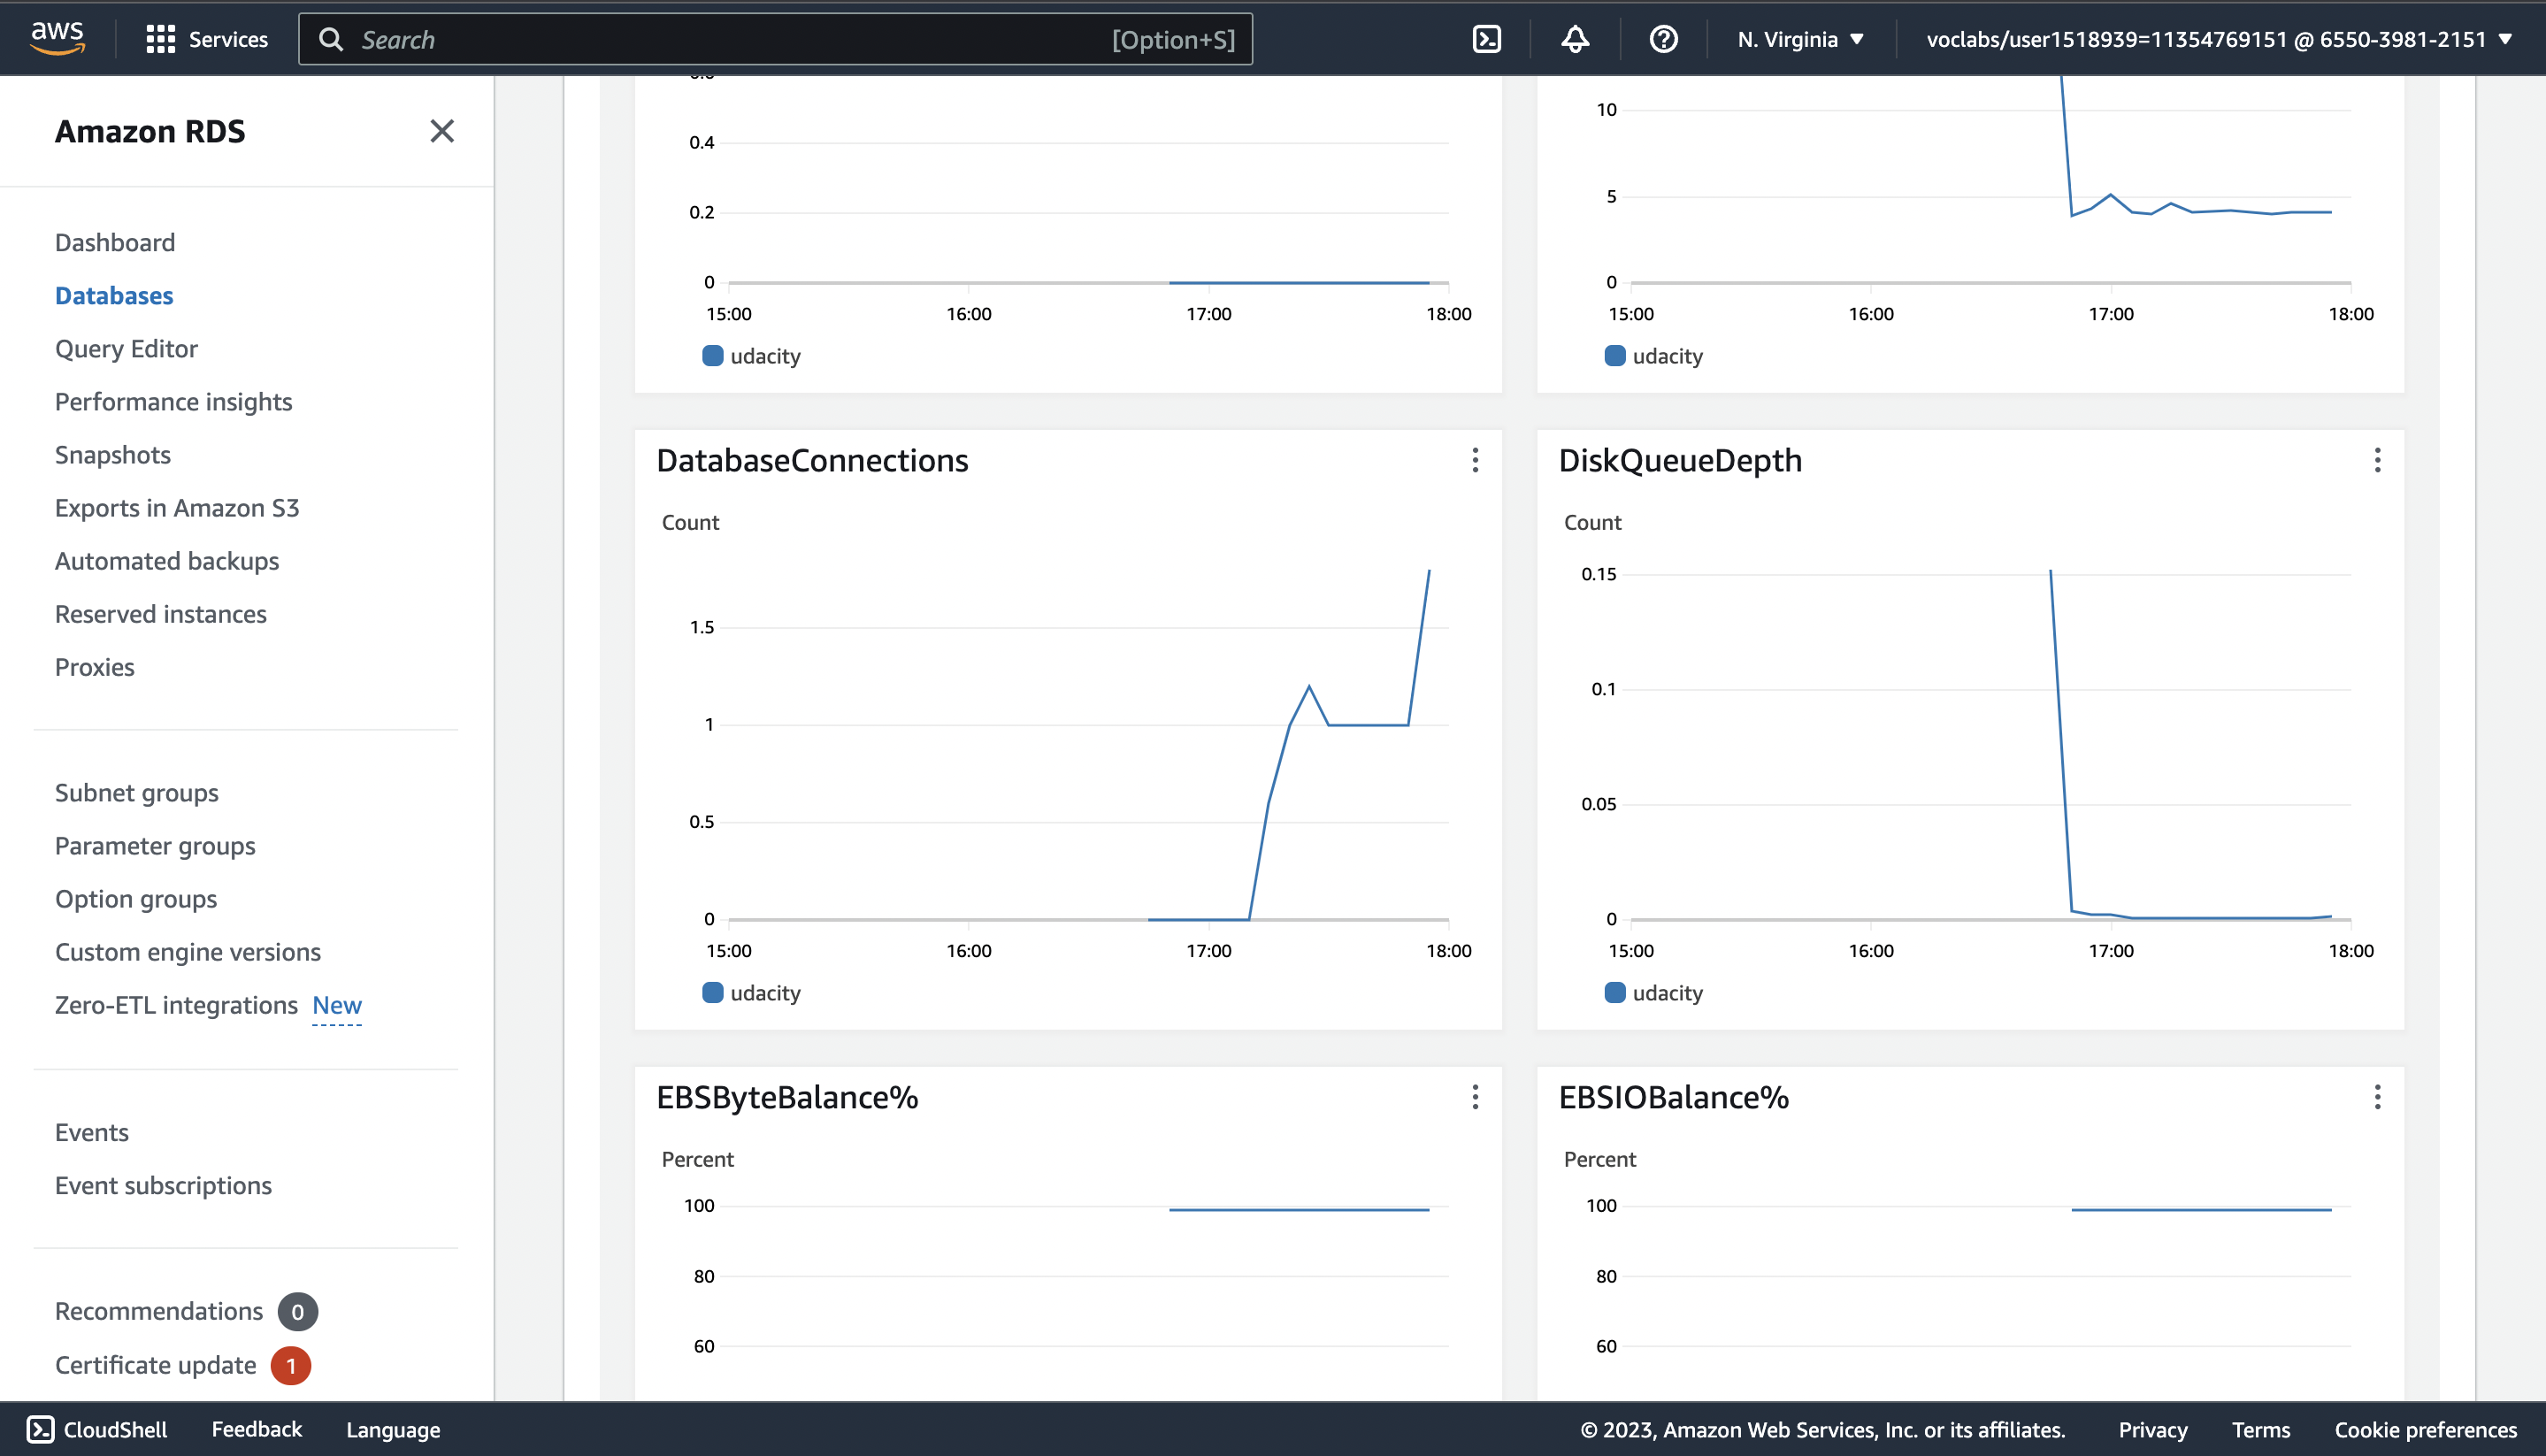 aws
Services
Search
[Option+S]
N. Virginia
voclabs/user1518939=11354769151 @ 6550-3981-2151
Amazon RDS
Dashboard
Databases
Query Editor
Performance insights
Snapshots
Exports in Amazon S3
Automated backups
Reserved instances
Proxies
Subnet groups
Parameter groups
Option groups
Custom engine versions
Zero-ETL integrations New
Events
Event subscriptions
Recommendations 0
Certificate update 1
0.4
0.2
0
15:00 16:00 17:00 18:00
udacity
10
5
0
15:00 16:00 17:00 18:00
udacity
DatabaseConnections
Count
1.5
1
0.5
0
15:00 16:00 17:00 18:00
udacity
DiskQueueDepth
Count
0.15
0.1
0.05
0
15:00 16:00 17:00 18:00
udacity
EBSByteBalance%
Percent
100
80
60
EBSIOBalance%
Percent
100
80
60
CloudShell
Feedback
Language
© 2023, Amazon Web Services, Inc. or its affiliates.
Privacy
Terms
Cookie preferences